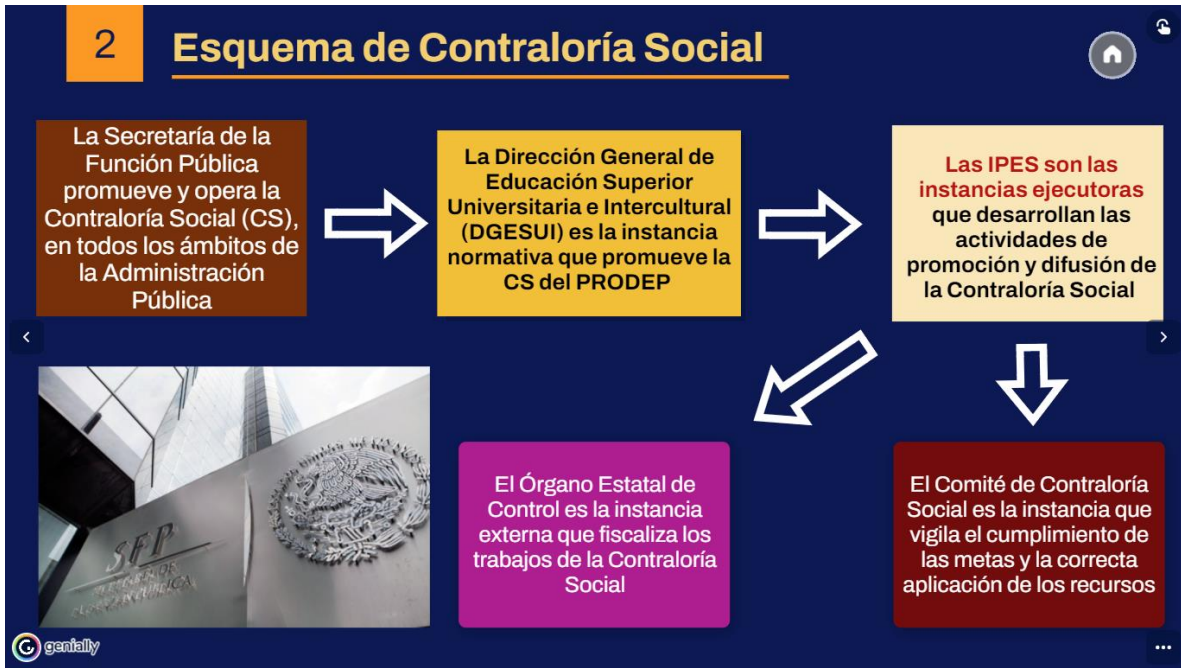 2
Esquema de Contraloría Social
La Secretaría de la
Función Pública
promueve y opera la
Contraloría Social (CS),
en todos los ámbitos de
la Administración
Pública
La Dirección General de
Educación Superior
Universitaria e Intercultural
(DGESUI) es la instancia
normativa que promueve la
CS del PRODEP
Las IPES son las
instancias ejecutoras
que desarrollan las
actividades de
promoción y difusión de
la Contraloría Social
SFP
SECRETARÍA DE
LA FUNCIÓN PÚBLICA
El Órgano Estatal de
Control es la instancia
externa que fiscaliza los
trabajos de la Contraloría
Social
El Comité de Contraloría
Social es la instancia que
vigila el cumplimiento de
las metas y la correcta
aplicación de los recursos
genially